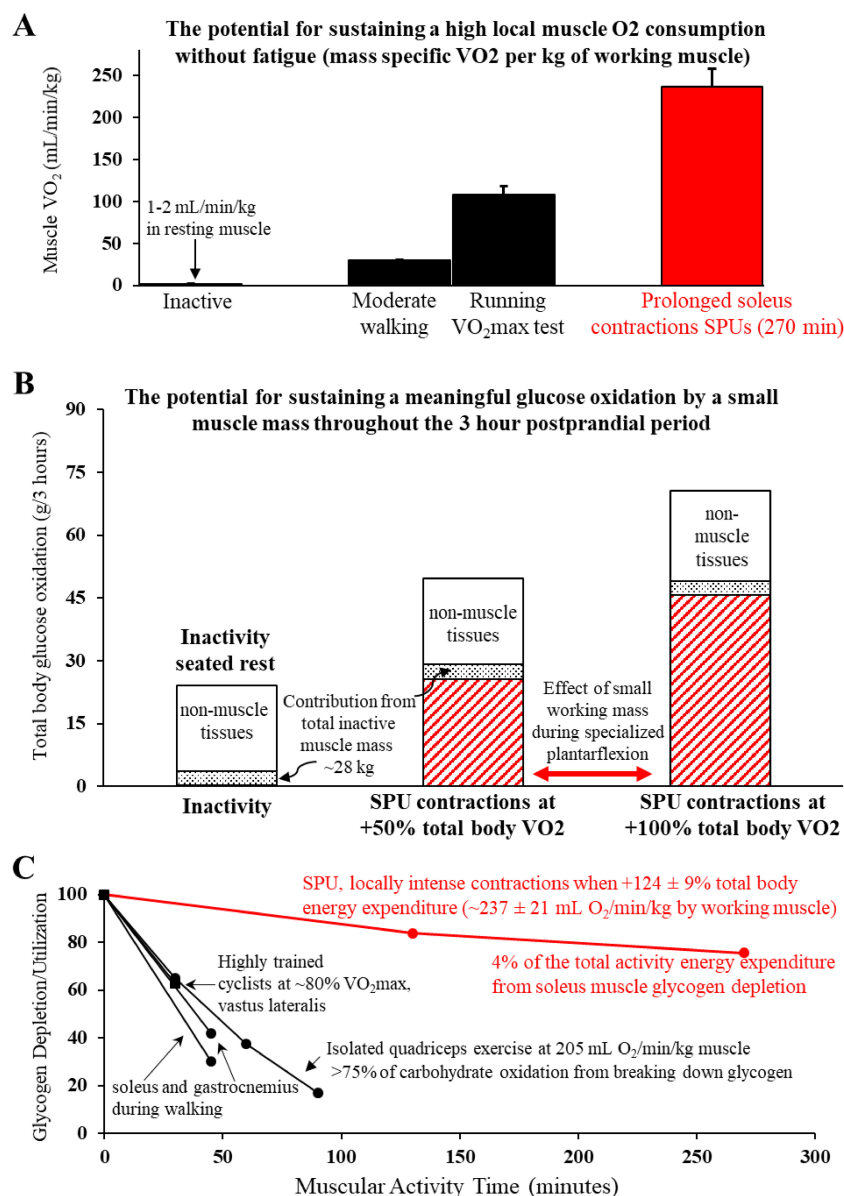 A
The potential for sustaining a high local muscle O2 consumption
without fatigue (mass specific VO2 per kg of working muscle)
Muscle VO₂ (mL/min/kg)
250
200
150
100
50
0
1-2 mL/min/kg
in resting muscle
Inactive
Moderate
walking
Running
VO₂max test
Prolonged soleus
contractions SPUs (270 min)
B
The potential for sustaining a meaningful glucose oxidation by a small
muscle mass throughout the 3 hour postprandial period
Total body glucose oxidation (g/3 hours)
90
75
60
45
30
15
0
Inactivity
seated rest
non-muscle
tissues
Contribution from
total inactive
muscle mass
~28 kg
non-muscle
tissues
Effect of small
working mass
during specialized
plantarflexion
non-
muscle
tissues
Inactivity
SPU contractions at
+50% total body VO2
SPU contractions at
+100% total body VO2
C
Glycogen Depletion/Utilization
100
80
60
40
20
0
SPU, locally intense contractions when +124 ± 9% total body
energy expenditure (~237 ± 21 mL O₂/min/kg by working muscle)
4% of the total activity energy expenditure
from soleus muscle glycogen depletion
Highly trained
cyclists at ~80% VO₂max,
vastus lateralis
Isolated quadriceps exercise at 205 mL O₂/min/kg muscle
>75% of carbohydrate oxidation from breaking down glycogen
soleus and gastrocnemius
during walking
0
50
100
150
200
250
300
Muscular Activity Time (minutes)